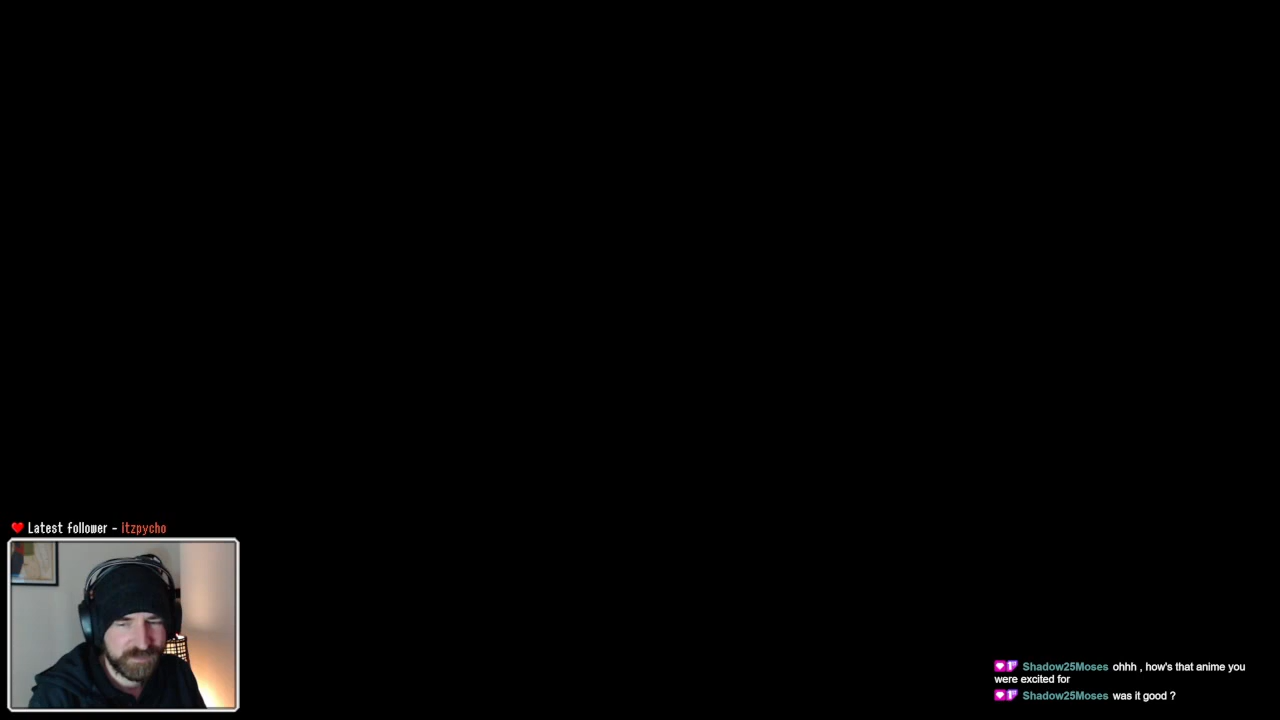 Latest follower - itzpycho
Shadow25Moses ohhh , how's that anime you
were excited for
Shadow25Moses was it good ?